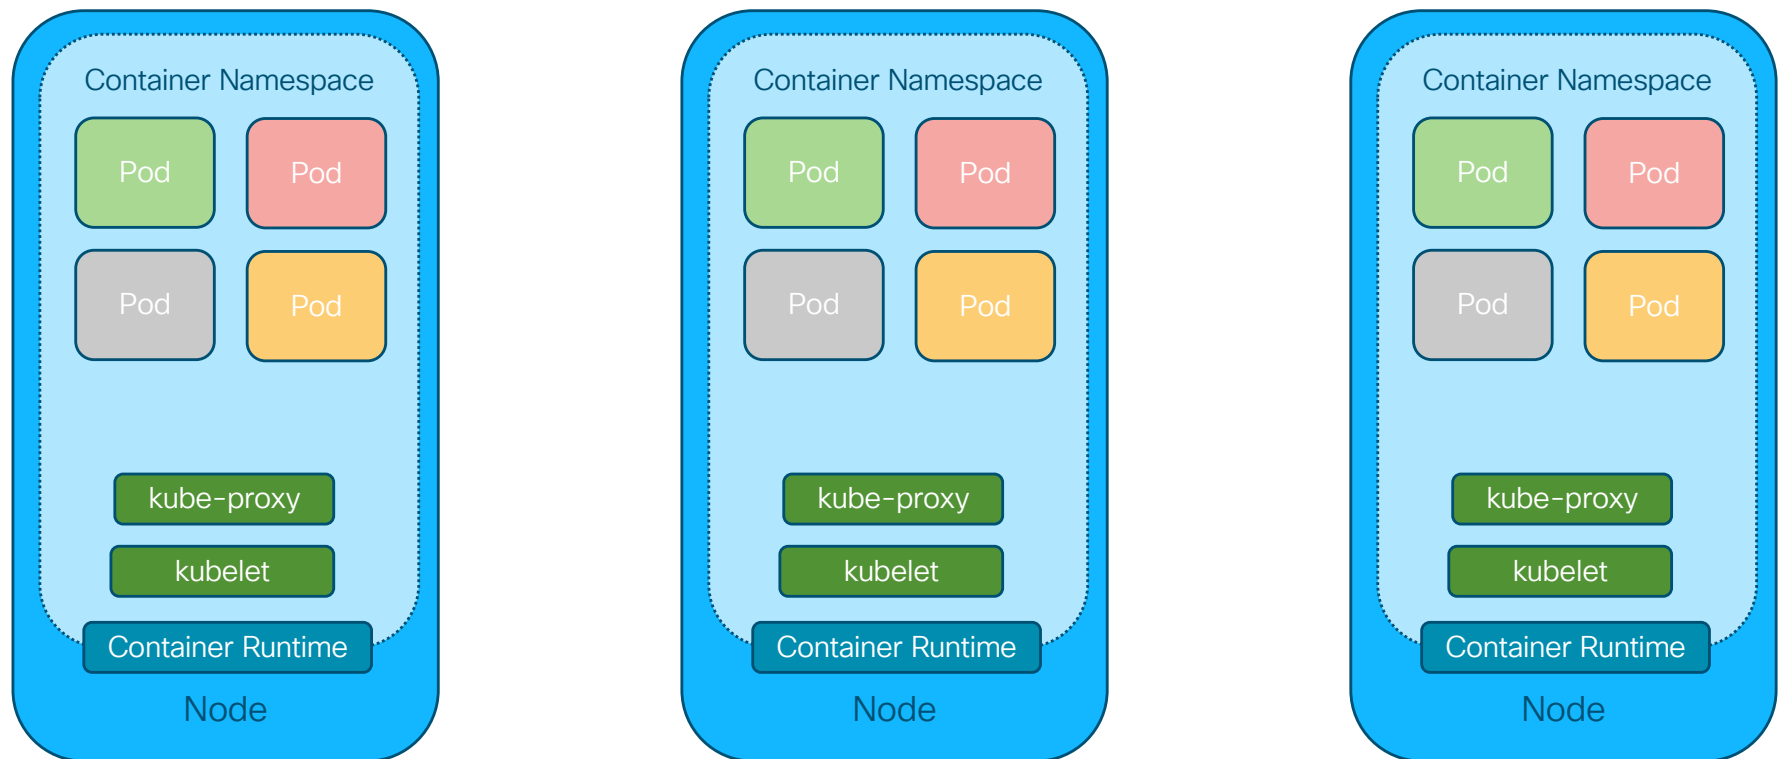 Container Namespace
Pod Pod
Pod Pod
kube-proxy
kubelet
Container Runtime
Node
Container Namespace
Pod Pod
Pod Pod
kube-proxy
kubelet
Container Runtime
Node
Container Namespace
Pod Pod
Pod Pod
kube-proxy
kubelet
Container Runtime
Node